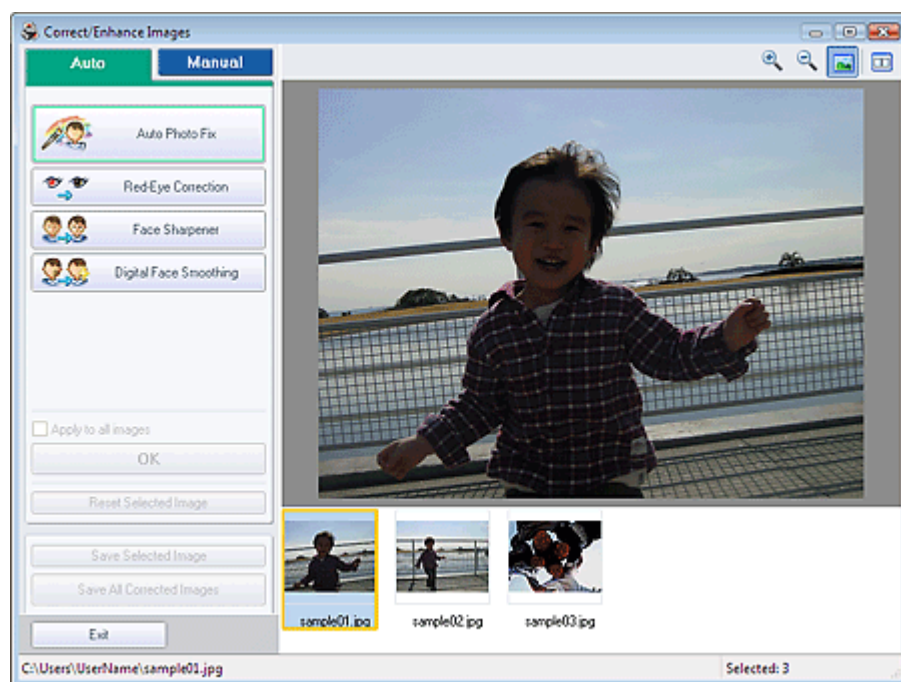 Correct/Enhance Images
Auto
Manual
Auto Photo Fix
Red-Eye Correction
Face Sharpener
Digital Face Smoothing
Apply to all images
OK
Reset Selected Image
Save Selected Image
Save All Corrected Images
Exit
sample01.jpg
sample02.jpg
sample03.jpg
C:\Users\UserName\sample01.jpg
Selected: 3